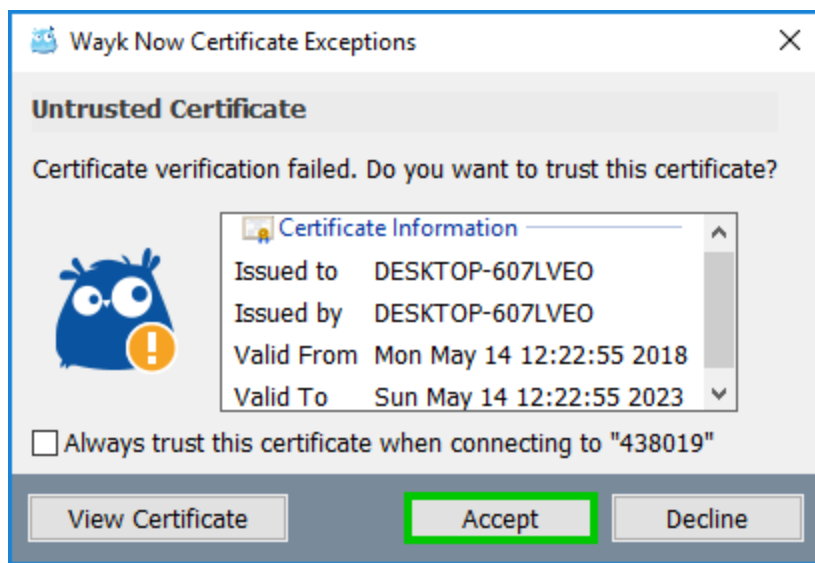 Wayk Now Certificate Exceptions
Untrusted Certificate
Certificate verification failed. Do you want to trust this certificate?
Certificate Information
Issued to DESKTOP-607LVEO
Issued by DESKTOP-607LVEO
Valid From Mon May 14 12:22:55 2018
Valid To Sun May 14 12:22:55 2023
Always trust this certificate when connecting to "438019"
View Certificate Accept Decline